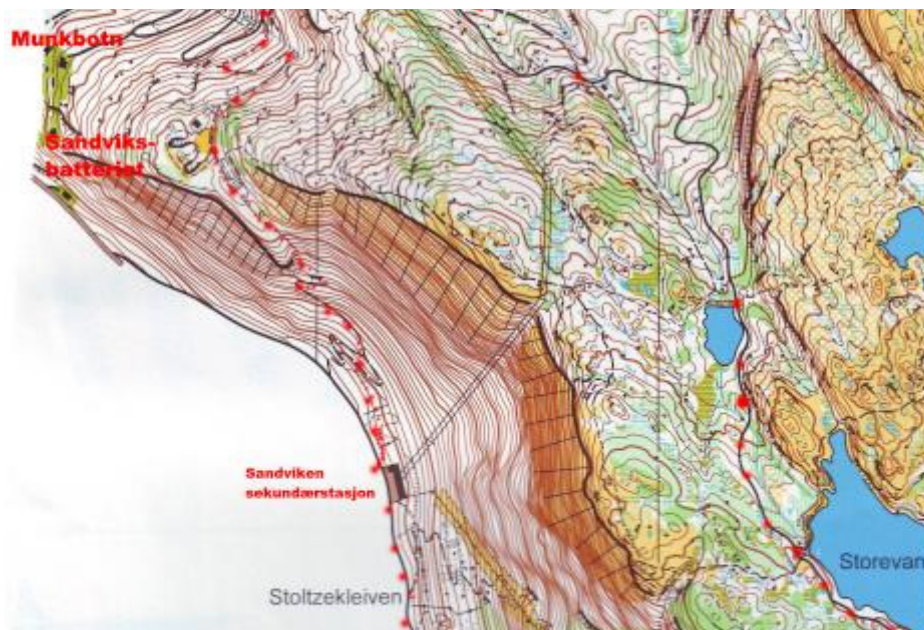 Munkbotn
Sandviks-
batteriet
Sandviken
sekundærstasjon
Stoltzekleiven
Storevan